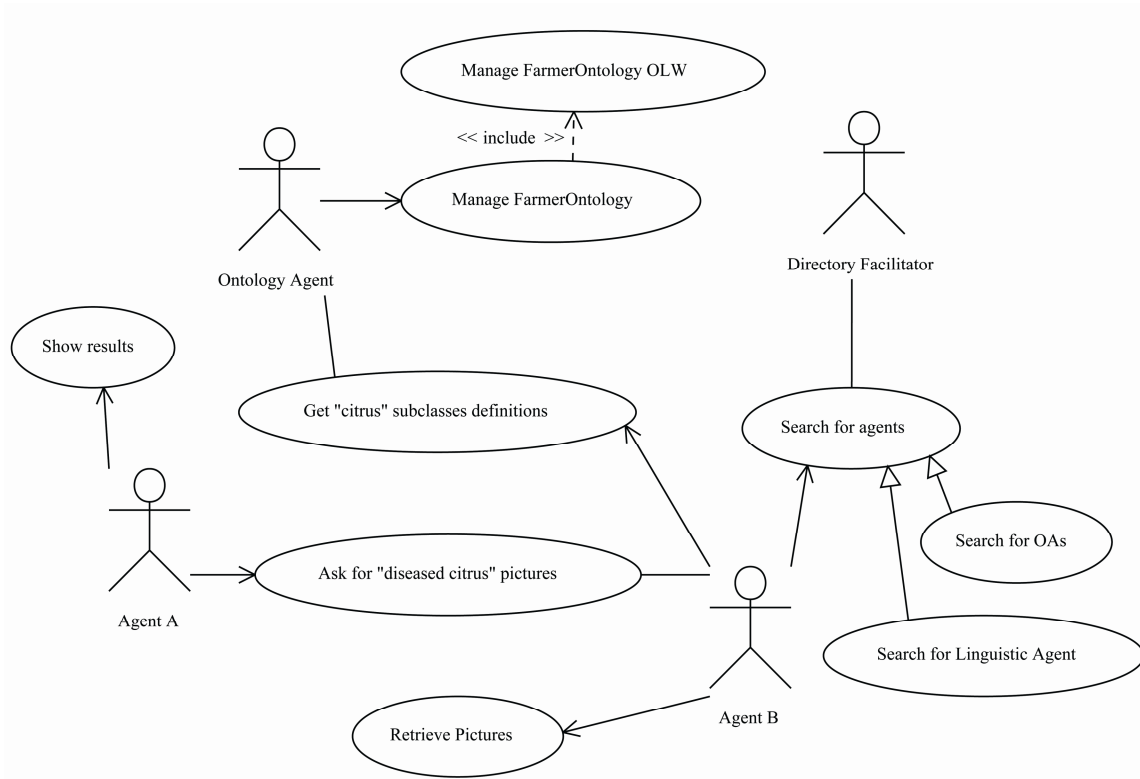 Manage FarmerOntology OLW
<< include >>
Manage FarmerOntology
Directory Facilitator
Ontology Agent
Show results
Get "citrus" subclasses definitions
Search for agents
Search for OAs
Ask for "diseased citrus" pictures
Agent A
Search for Linguistic Agent
Agent B
Retrieve Pictures